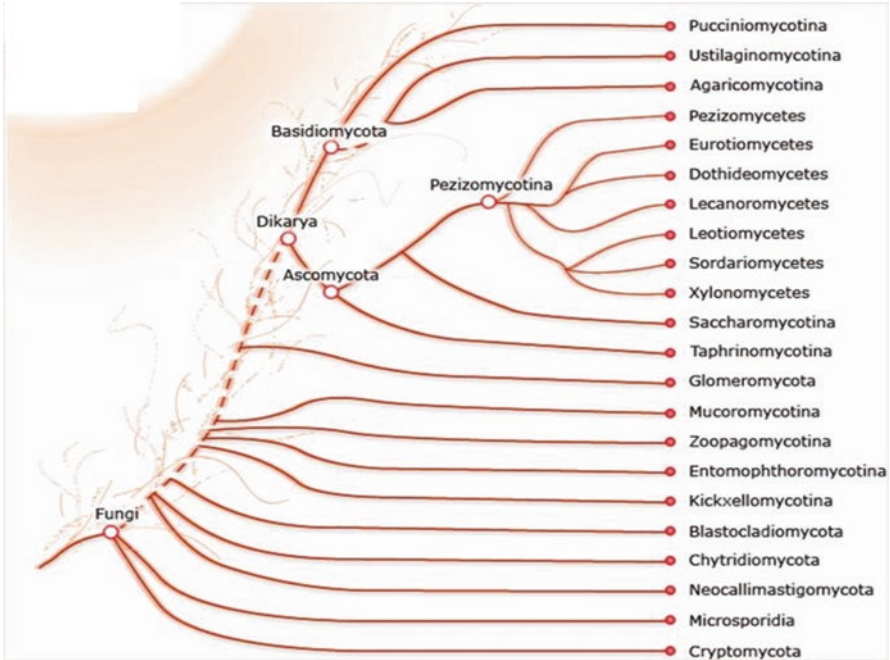 Pucciniomycotina
Ustilaginomycotina
Agaricomycotina
Pezizomycetes
Basidiomycota
Eurotiomycetes
Dothideomycetes
Pezizomycotina
Lecanoromycetes
Dikarya
Leotiomycetes
Sordariomycetes
Ascomycota
Xylonomycetes
Saccharomycotina
Taphrinomycotina
Glomeromycota
Mucoromycotina
Zoopagomycotina
Entomophthoromycotina
Kickxellomycotina
Fungi
Blastocladiomycota
Chytridiomycota
Neocallimastigomycota
Microsporidia
Cryptomycota